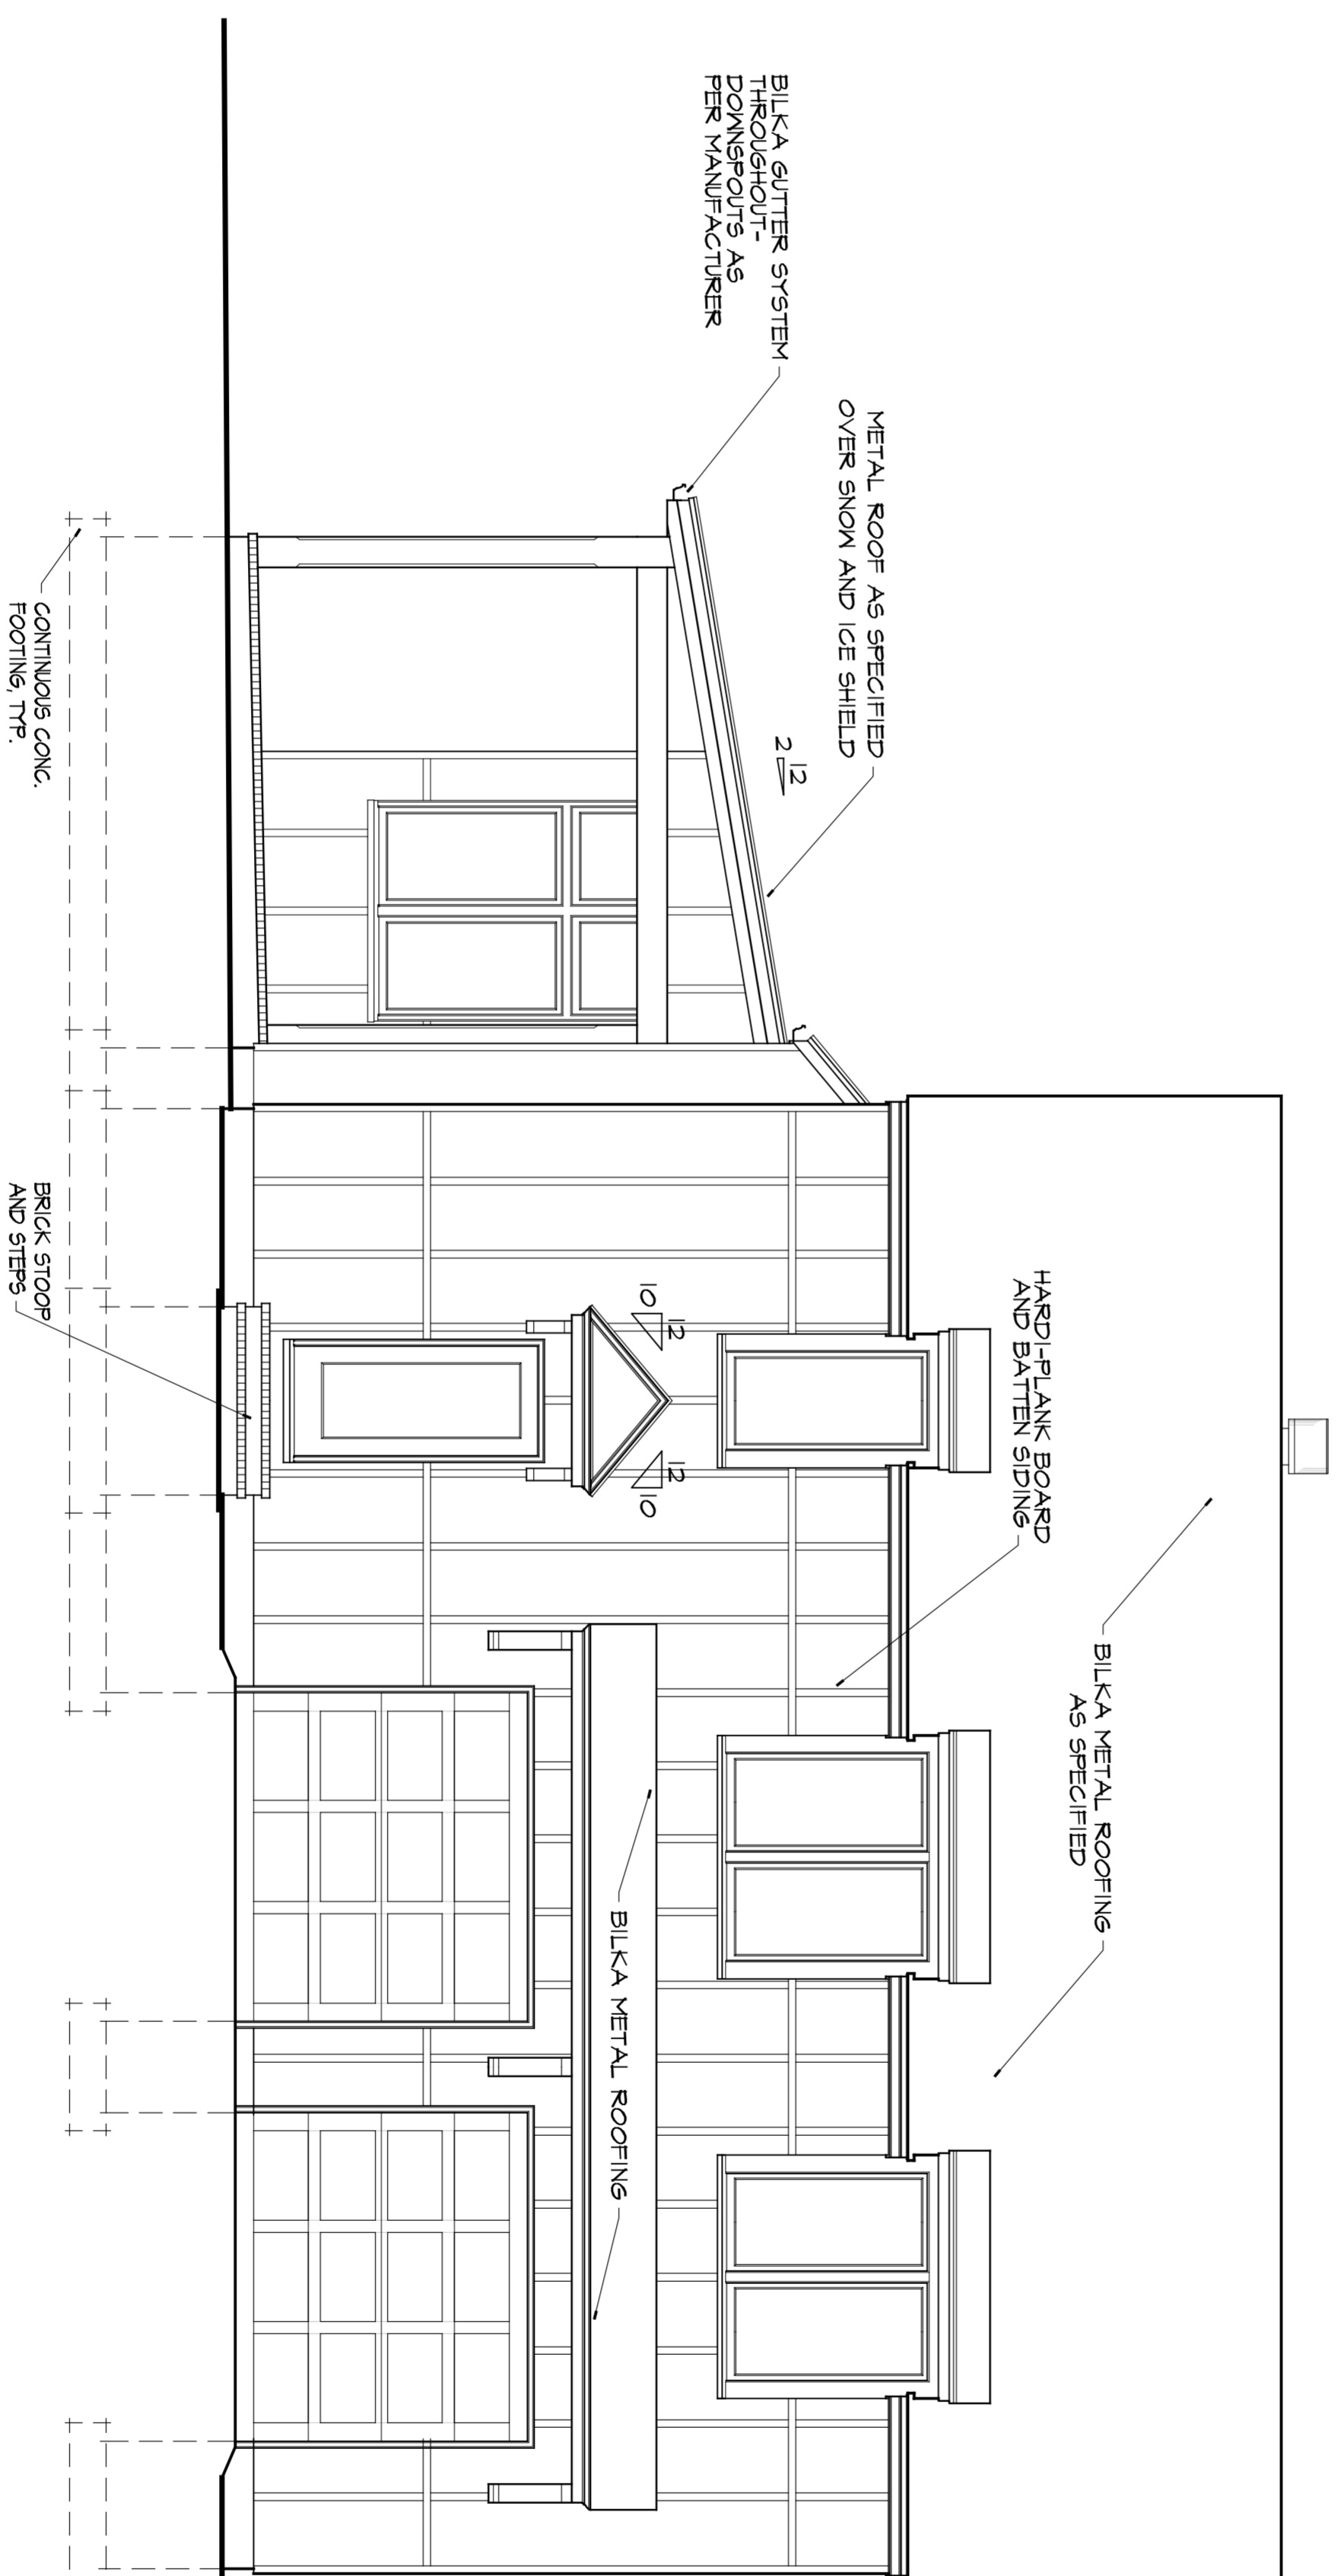 BILKA METAL ROOFING
AS SPECIFIED
HARDI-PLANK BOARD
AND BATTEN SIDING
METAL ROOF AS SPECIFIED
OVER SNOW AND ICE SHIELD
12
2
BILKA GUTTER SYSTEM
THROUGHOUT-
DOWNSPOUTS AS
PER MANUFACTURER
12
10
12
10
BILKA METAL ROOFING
CONTINUOUS CONC.
FOOTING, TYP.
BRICK STOOP
AND STEPS